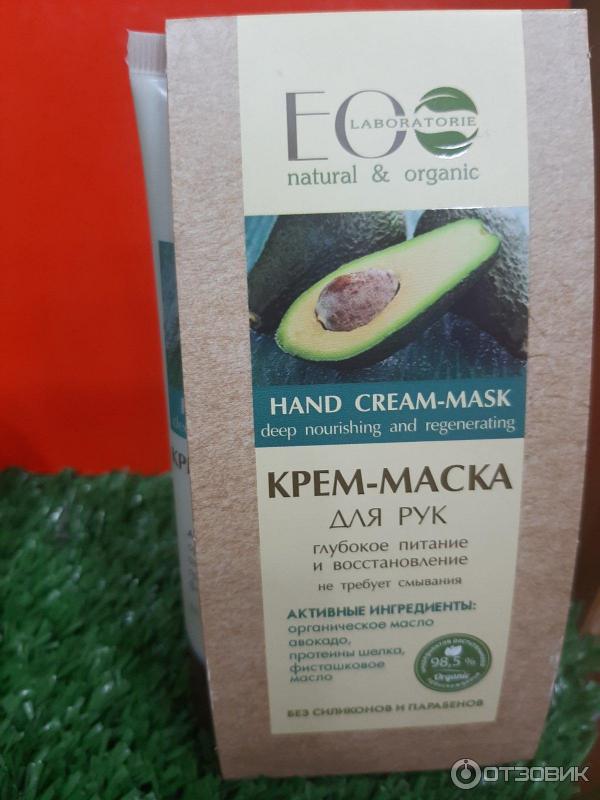 EO LABORATORIE
natural & organic
HAND CREAM-MASK
deep nourishing and regenerating
КРЕМ-МАСКА
ДЛЯ РУК
глубокое питание
и восстановление
не требует смывания
АКТИВНЫЕ ИНГРЕДИЕНТЫ:
органическое масло
авокадо,
протеины шелка,
фисташковое
масло
98,5 %
Organic
БЕЗ СИЛИКОНОВ И ПАРАБЕНОВ
ОТЗОВИК